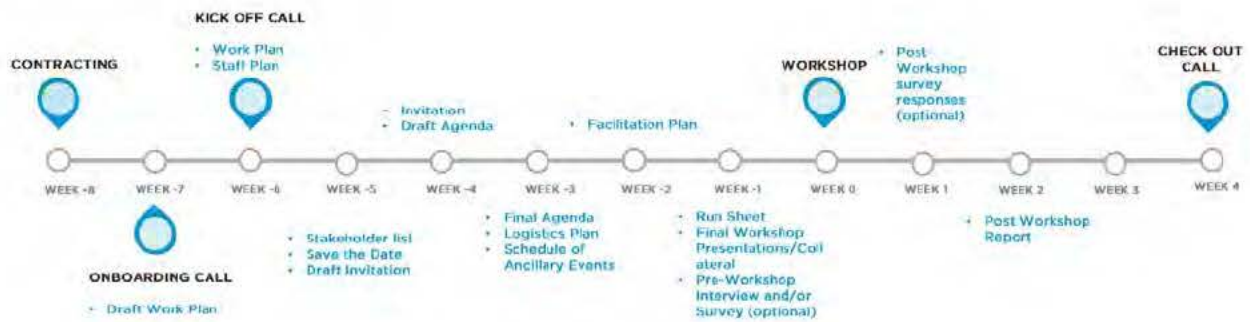 KICK OFF CALL
• Work Plan
• Staff Plan
CONTRACTING
WORKSHOP
• Post
Workshop
survey
responses
(optional)
CHECK OUT
CALL
– Invitation
• Draft Agenda
• Facilitation Plan
WEEK -8
WEEK -7
WEEK -6
WEEK -5
WEEK -4
WEEK -3
WEEK -2
WEEK -1
WEEK 0
WEEK 1
WEEK 2
WEEK 3
WEEK 4
ONBOARDING CALL
• Draft Work Plan
• Stakeholder list
• Save the Date
• Draft Invitation
• Final Agenda
• Logistics Plan
• Schedule of
Ancillary Events
• Run Sheet
• Final Workshop
Presentations/Coll
ateral
• Pre-Workshop
Interview and/or
Survey (optional)
• Post Workshop
Report